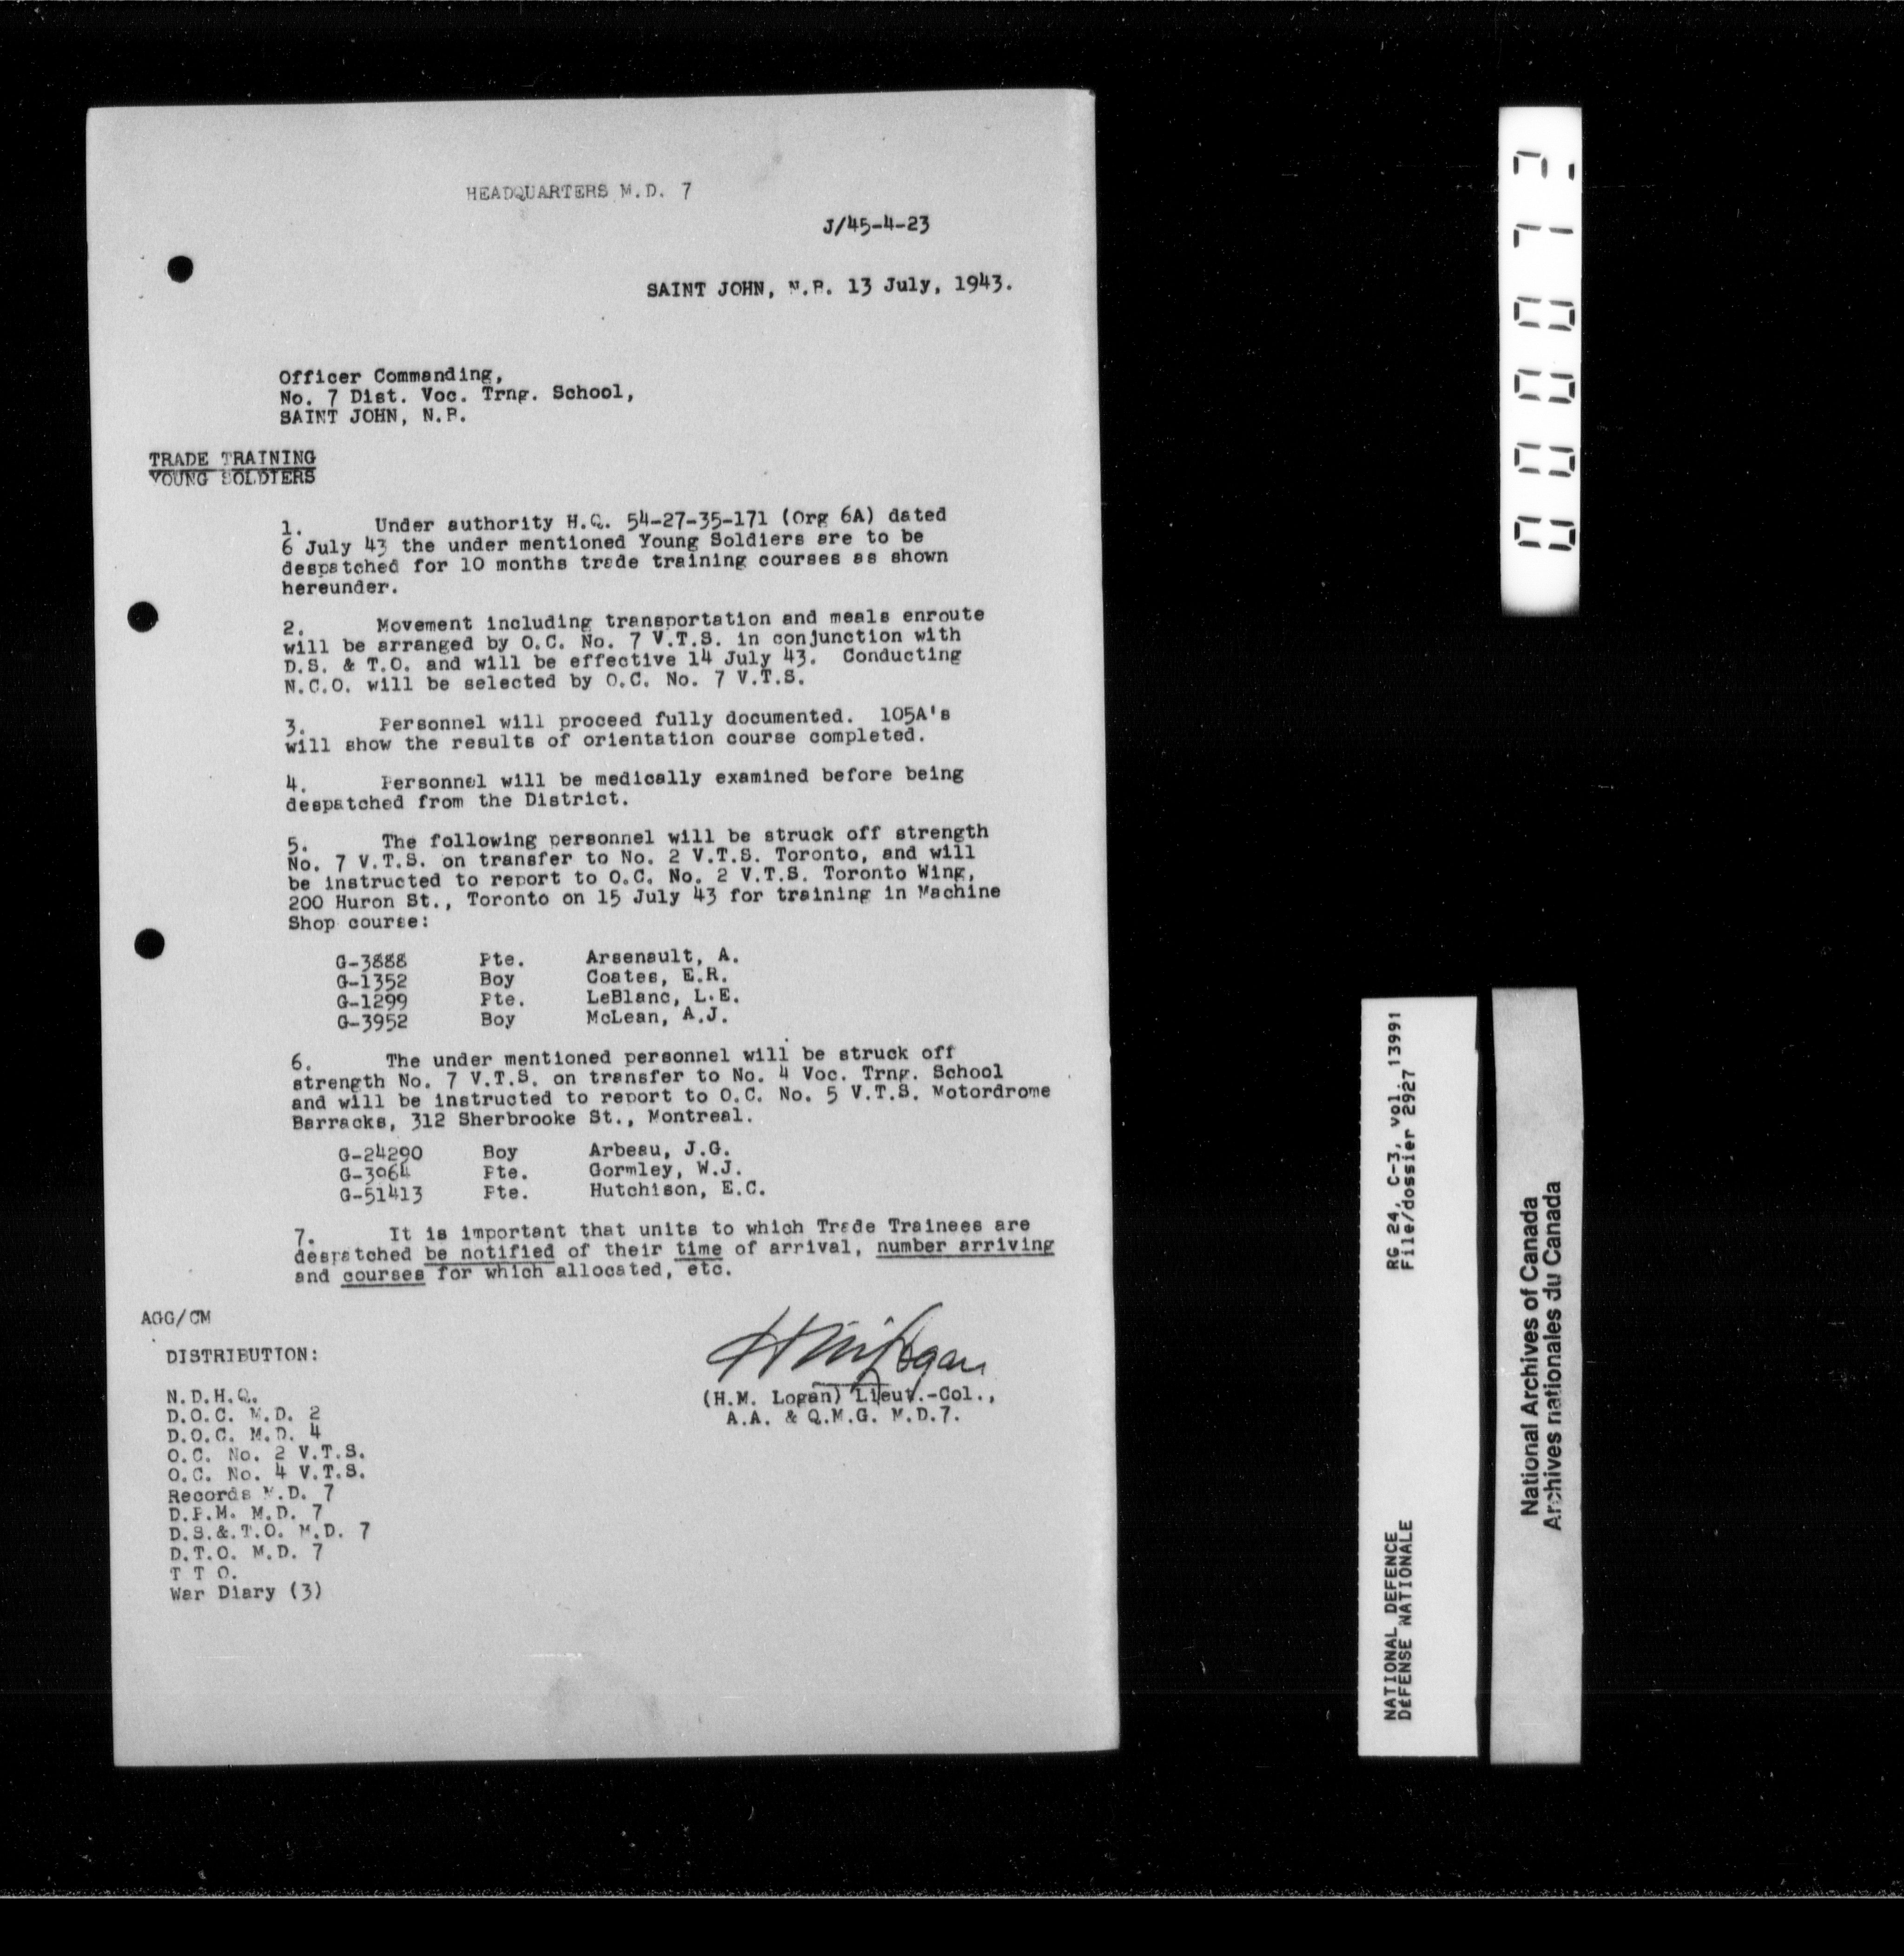 HEADQUARTERS M.D. 7
J/45-4-23
SAINT JOHN, N.B. 13 July, 1943.
Officer Commanding,
No. 7 Dist. Voc. Trng. School,
SAINT JOHN, N.B.
TRADE TRAINING
YOUNG SOLDIERS
1. Under authority H.Q. 54-27-35-171 (Org 6A) dated
6 July 43 the under mentioned Young Soldiers are to be
despatched for 10 months trade training courses as shown
hereunder.
2. Movement including transportation and meals enroute
will be arranged by O.C. No. 7 V.T.S. in conjunction with
D.S. & T.O. and will be effective 14 July 43. Conducting
N.C.O. will be selected by O.C. No. 7 V.T.S.
3. Personnel will proceed fully documented. 105A's
will show the results of orientation course completed.
4. Personnel will be medically examined before being
despatched from the District.
5. The following personnel will be struck off strength
No. 7 V.T.S. on transfer to No. 2 V.T.S. Toronto, and will
be instructed to report to O.C. No. 2 V.T.S. Toronto Wing,
200 Huron St., Toronto on 15 July 43 for training in Machine
Shop course:
G-3888 Pte. Arsenault, A.
G-1352 Boy Coates, E.R.
G-1299 Pte. LeBlanc, L.E.
G-3952 Boy McLean, A.J.
6. The under mentioned personnel will be struck off
strength No. 7 V.T.S. on transfer to No. 4 Voc. Trng. School
and will be instructed to report to O.C. No. 5 V.T.S. Motordrome
Barracks, 312 Sherbrooke St., Montreal.
G-24290 Boy Arbeau, J.G.
Pte. Gormley, W.J.
G-51413 Pte. Hutchison, E.C.
7. It is important that units to which Trade Trainees are
despatched be notified of their time of arrival, number arriving
and courses for which allocated, etc.
AGG/CM
DISTRIBUTION:
N.D.H.Q.
D.O.C. M.D. 2
D.O.C. M.D. 4
O.C. No. 2 V.T.S.
O.C. No. 4 V.T.S.
Records M.D. 7
D.P.M. M.D. 7
D.S.&.T.O. M.D. 7
D.T.O. M.D. 7
T T O.
War Diary (3)
HM Logan
(H.M. Logan) Lieut.-Col.,
A.A. & Q.M.G. M.D.7.
NATIONAL DEFENCE RG 24, C-3, vol. 13991
DÉFENSE NATIONALE File/dossier 2927
National Archives of Canada
Archives nationales du Canada